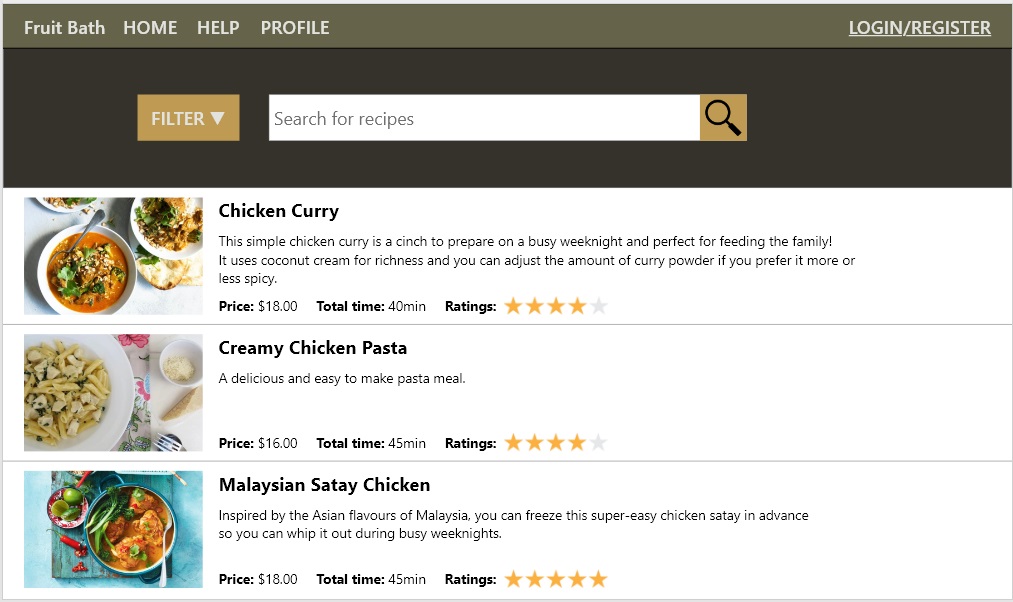 Fruit Bath HOME HELP PROFILE LOGIN/REGISTER
FILTER ▼ Search for recipes
Chicken Curry
This simple chicken curry is a cinch to prepare on a busy weeknight and perfect for feeding the family!
It uses coconut cream for richness and you can adjust the amount of curry powder if you prefer it more or
less spicy.
Price: $18.00 Total time: 40min Ratings:
Creamy Chicken Pasta
A delicious and easy to make pasta meal.
Price: $16.00 Total time: 45min Ratings:
Malaysian Satay Chicken
Inspired by the Asian flavours of Malaysia, you can freeze this super-easy chicken satay in advance
so you can whip it out during busy weeknights.
Price: $18.00 Total time: 45min Ratings: